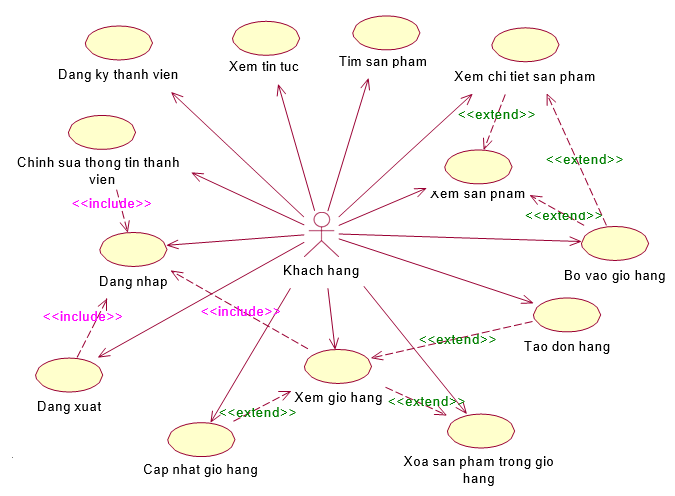 Dang ky thanh vien
Xem tin tuc
Tim san pham
Xem chi tiet san pham
<<extend>>
Chinh sua thong tin thanh
vien
<<include>>
<<extend>>
Xem san pham
<<extend>>
Khach hang
Dang nhap
Bo vao gio hang
<<include>>
<<include>>
<<extend>>
Tao don hang
Dang xuat
Xem gio hang
<<extend>>
<<extend>>
Cap nhat gio hang
Xoa san pham trong gio
hang